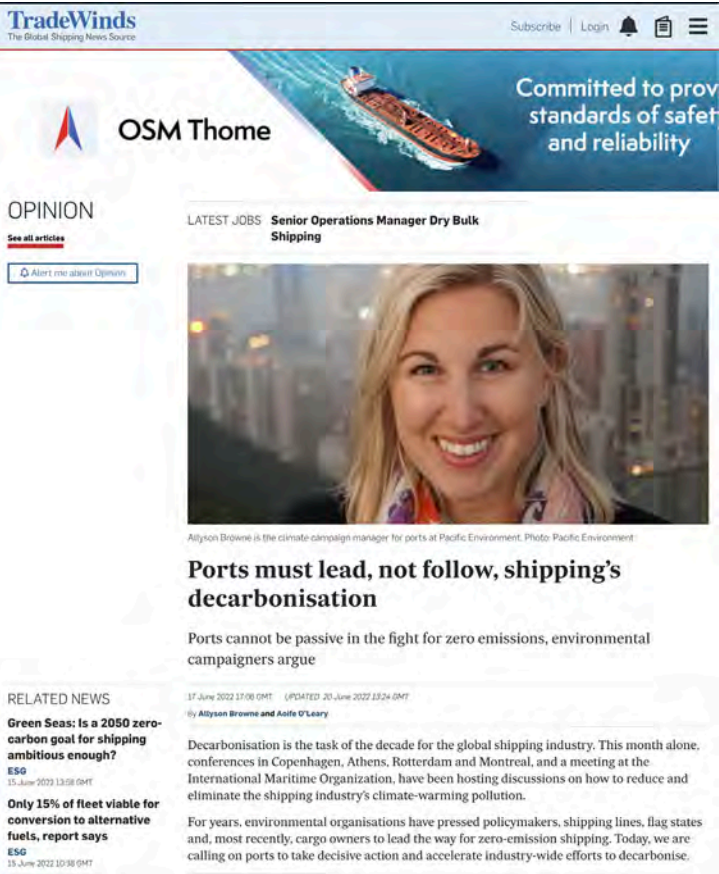 TradeWinds
The Global Shipping News Source
Subscribe | Login
OSM Thome
Committed to prov
standards of safet
and reliability
OPINION
See all articles
Alert me about Opinion
LATEST JOBS Senior Operations Manager Dry Bulk
Shipping
Allyson Browne is the climate campaign manager for ports at Pacific Environment. Photo: Pacific Environment
Ports must lead, not follow, shipping’s
decarbonisation
Ports cannot be passive in the fight for zero emissions, environmental
campaigners argue
17 June 2022 17:08 GMT UPDATED 20 June 2022 13:24 GMT
By Allyson Browne and Aoife O’Leary
Decarbonisation is the task of the decade for the global shipping industry. This month alone,
conferences in Copenhagen, Athens, Rotterdam and Montreal, and a meeting at the
International Maritime Organization, have been hosting discussions on how to reduce and
eliminate the shipping industry’s climate-warming pollution.
For years, environmental organisations have pressed policymakers, shipping lines, flag states
and, most recently, cargo owners to lead the way for zero-emission shipping. Today, we are
calling on ports to take decisive action and accelerate industry-wide efforts to decarbonise.
RELATED NEWS
Green Seas: Is a 2050 zero-
carbon goal for shipping
ambitious enough?
ESG
15 June 2022 13:58 GMT
Only 15% of fleet viable for
conversion to alternative
fuels, report says
ESG
15 June 2022 10:38 GMT